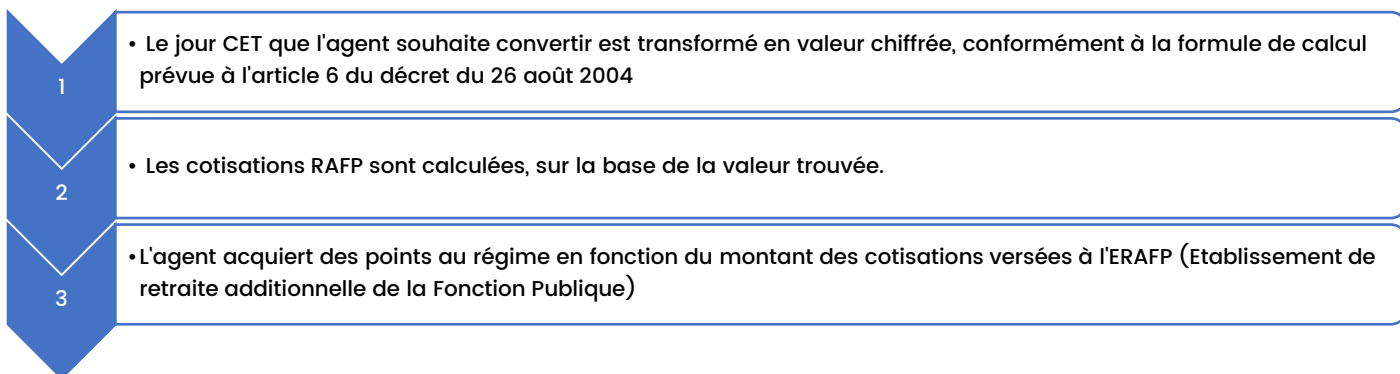 1
• Le jour CET que l'agent souhaite convertir est transformé en valeur chiffrée, conformément à la formule de calcul
prévue à l'article 6 du décret du 26 août 2004
2
• Les cotisations RAFP sont calculées, sur la base de la valeur trouvée.
3
•L'agent acquiert des points au régime en fonction du montant des cotisations versées à l'ERAFP (Etablissement de
retraite additionnelle de la Fonction Publique)